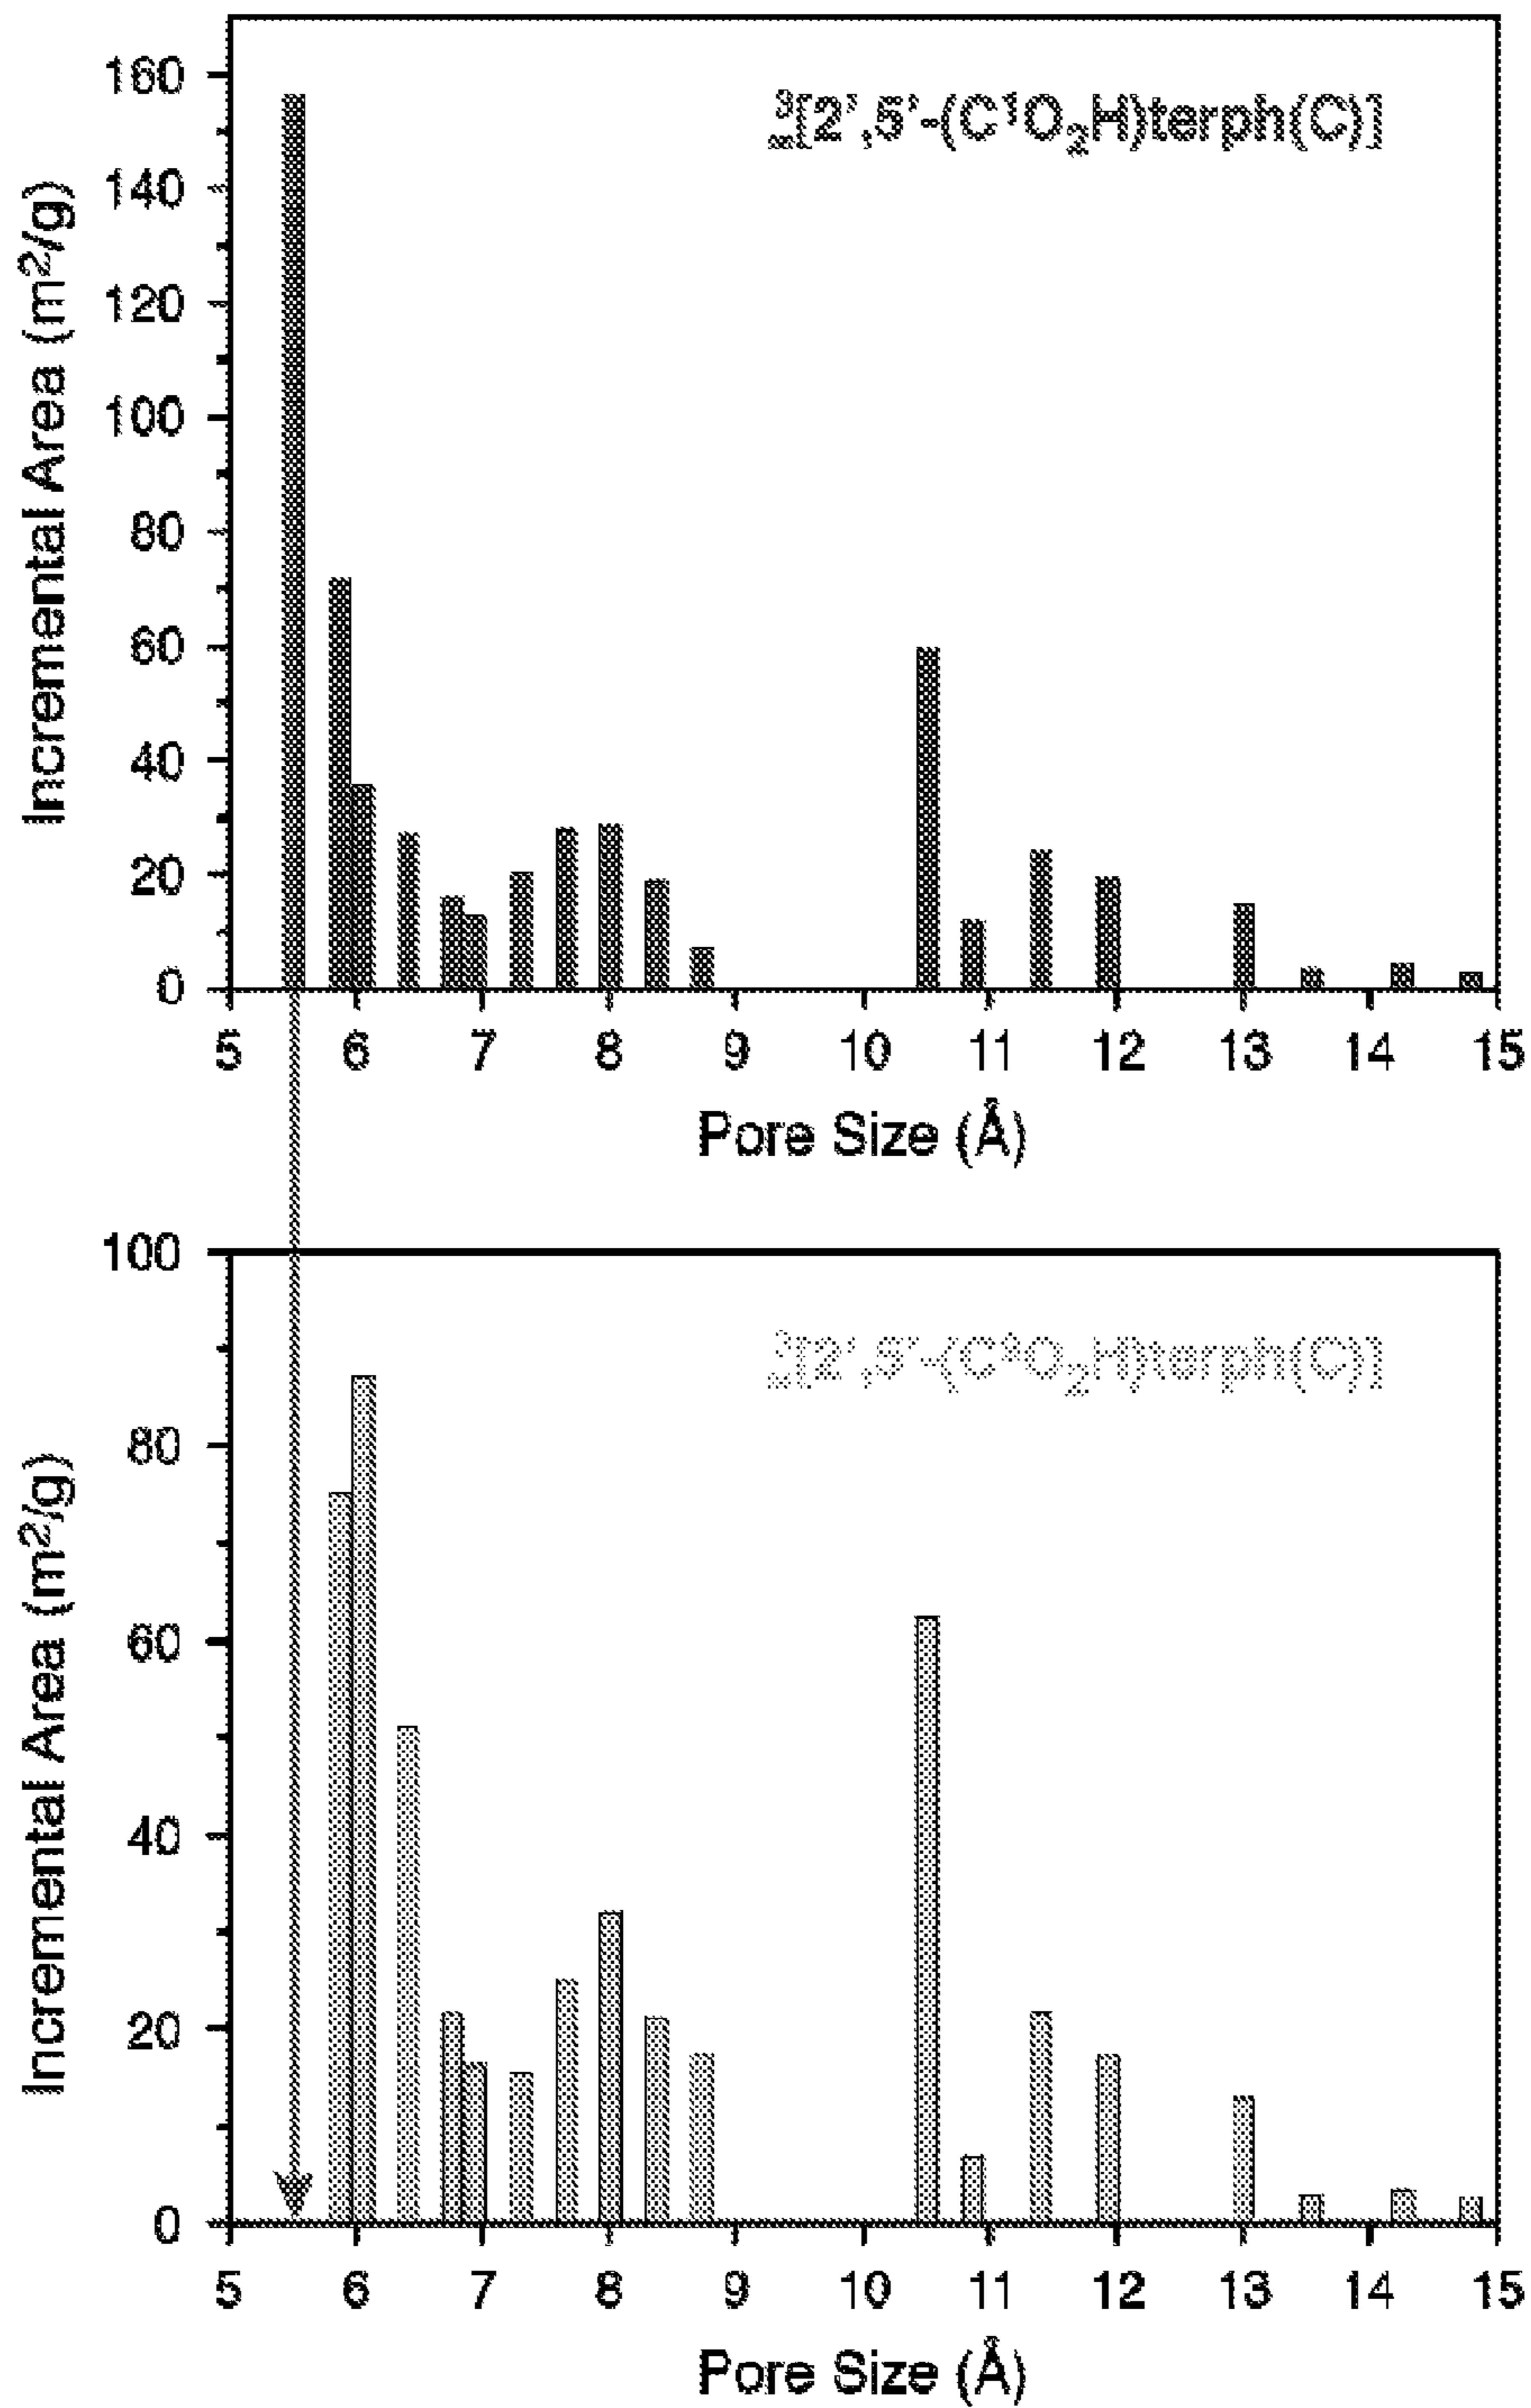 ³∞[2',5'-(C¹O₂H)terph(C)]
Incremental Area (m²/g)
160
140
120
100
80
60
40
20
0
5 6 7 8 9 10 11 12 13 14 15
Pore Size (Å)
Incremental Area (m²/g)
100
80
60
40
20
0
5 6 7 8 9 10 11 12 13 14 15
Pore Size (Å)